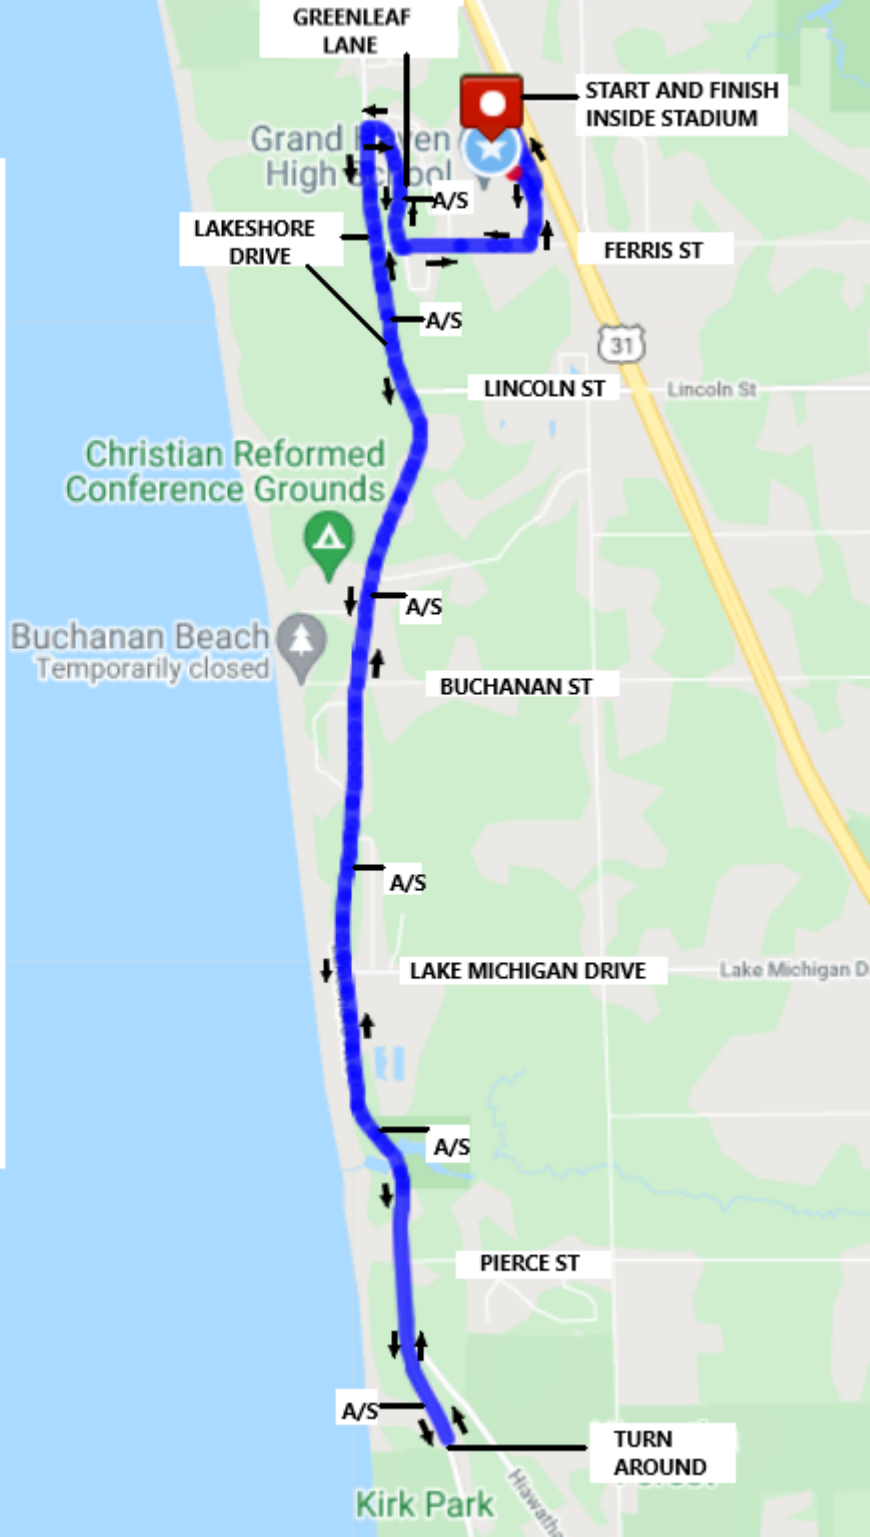 GREENLEAF
LANE
START AND FINISH
INSIDE STADIUM
Grand Haven
High School
A/S
LAKESHORE
DRIVE
FERRIS ST
A/S
31
LINCOLN ST
Lincoln St
Christian Reformed
Conference Grounds
A/S
Buchanan Beach
Temporarily closed
BUCHANAN ST
A/S
LAKE MICHIGAN DRIVE
Lake Michigan D
A/S
PIERCE ST
A/S
TURN
AROUND
Kirk Park
Hiawatha